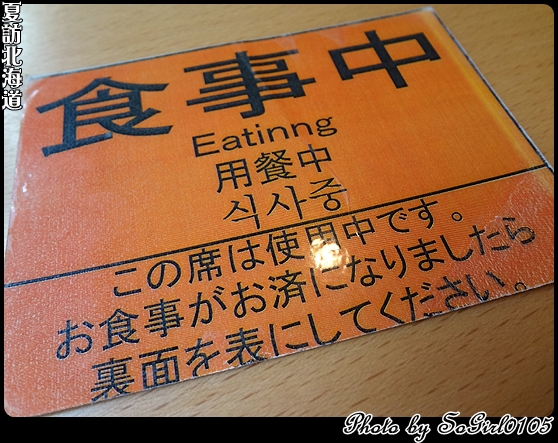 夏訪北海道
食事中
Eatinng
用餐中
식사중
この席は使用中です。
お食事がお済になりましたら
裏面を表にしてください。
Photo by SoGirl0105